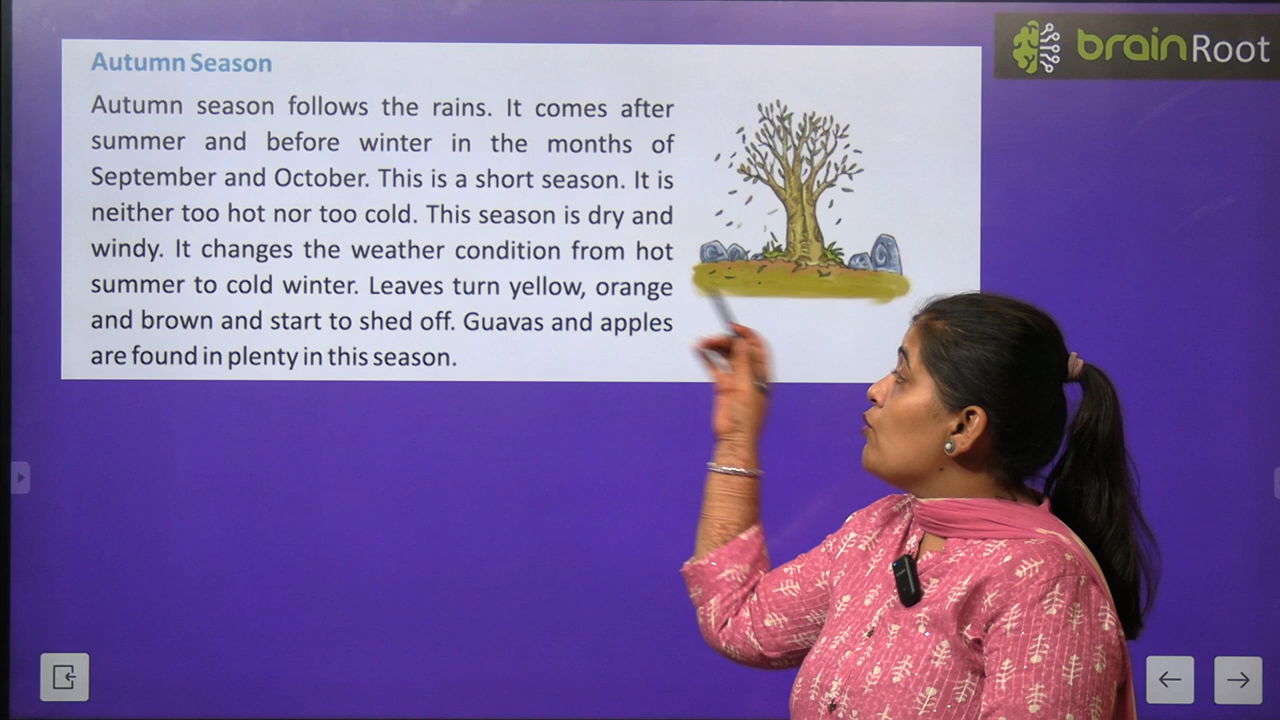 brainRoot
Autumn Season
Autumn season follows the rains. It comes after
summer and before winter in the months of
September and October. This is a short season. It is
neither too hot nor too cold. This season is dry and
windy. It changes the weather condition from hot
summer to cold winter. Leaves turn yellow, orange
and brown and start to shed off. Guavas and apples
are found in plenty in this season.